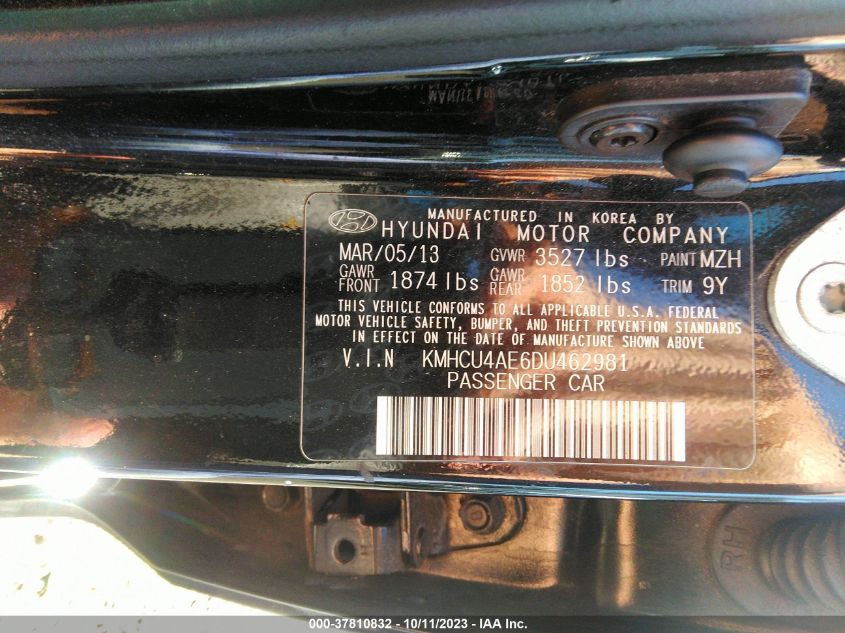 MANUFACTURED IN KOREA BY
HYUNDAI MOTOR COMPANY
MAR/05/13 GVWR 3527 lbs PAINT MZH
GAWR FRONT 1874 lbs GAWR REAR 1852 lbs TRIM 9Y
THIS VEHICLE CONFORMS TO ALL APPLICABLE U.S.A. FEDERAL
MOTOR VEHICLE SAFETY, BUMPER, AND THEFT PREVENTION STANDARDS
IN EFFECT ON THE DATE OF MANUFACTURE SHOWN ABOVE
V.I.N KMHCU4AE6DU462981
PASSENGER CAR
RH
000-37810832 - 10/11/2023 - IAA Inc.